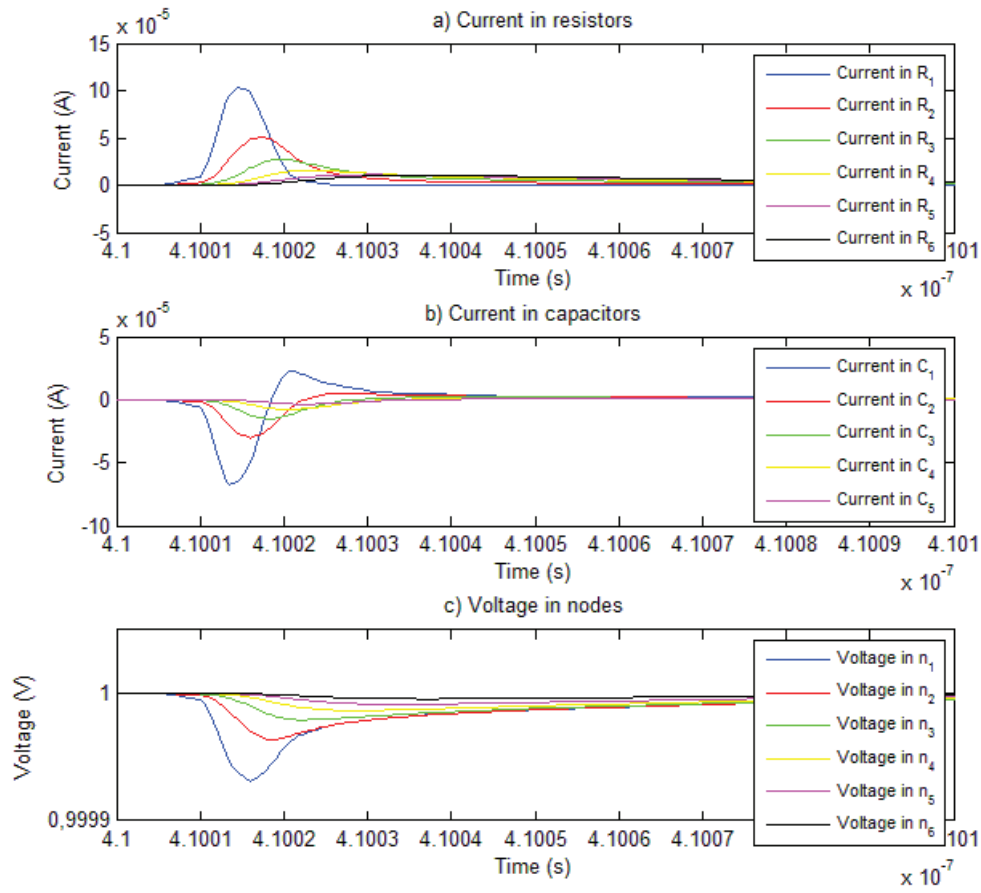 a) Current in resistors
x 10-5
15
10
5
0
-5
Current (A)
4.1 4.1001 4.1002 4.1003 4.1004 4.1005 4.1006 4.1007 101
Time (s)
x 10-7
Current in R1
Current in R2
Current in R3
Current in R4
Current in R5
Current in R6
b) Current in capacitors
x 10-5
5
0
-5
-10
Current (A)
4.1 4.1001 4.1002 4.1003 4.1004 4.1005 4.1006 4.1007 4.1008 4.1009 4.101
Time (s)
x 10-7
Current in C1
Current in C2
Current in C3
Current in C4
Current in C5
c) Voltage in nodes
1
0,9999
Voltage (V)
4.1 4.1001 4.1002 4.1003 4.1004 4.1005 4.1006 4.1007 101
Time (s)
x 10-7
Voltage in n1
Voltage in n2
Voltage in n3
Voltage in n4
Voltage in n5
Voltage in n6